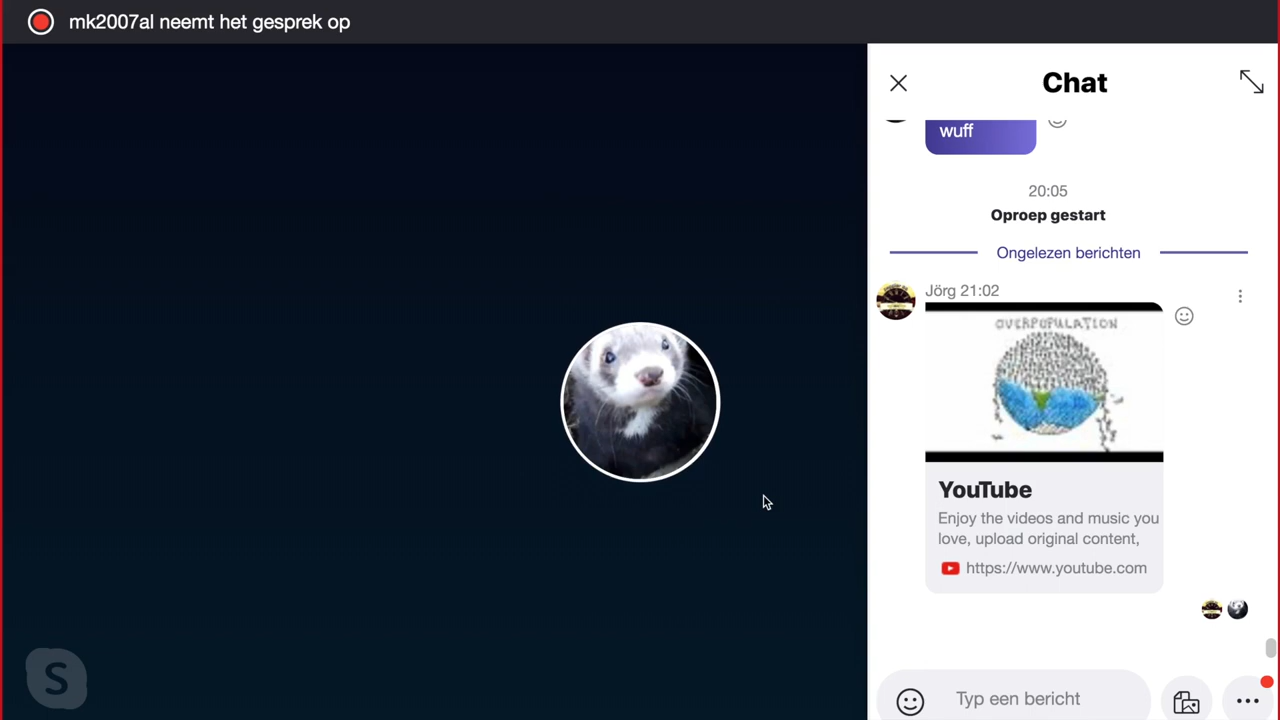 mk2007al neemt het gesprek op
Chat
wuff
20:05
Oproep gestart
Ongelezen berichten
Jörg 21:02
OVERPOPULATION
YouTube
Enjoy the videos and music you
love, upload original content,
https://www.youtube.com
Typ een bericht
S